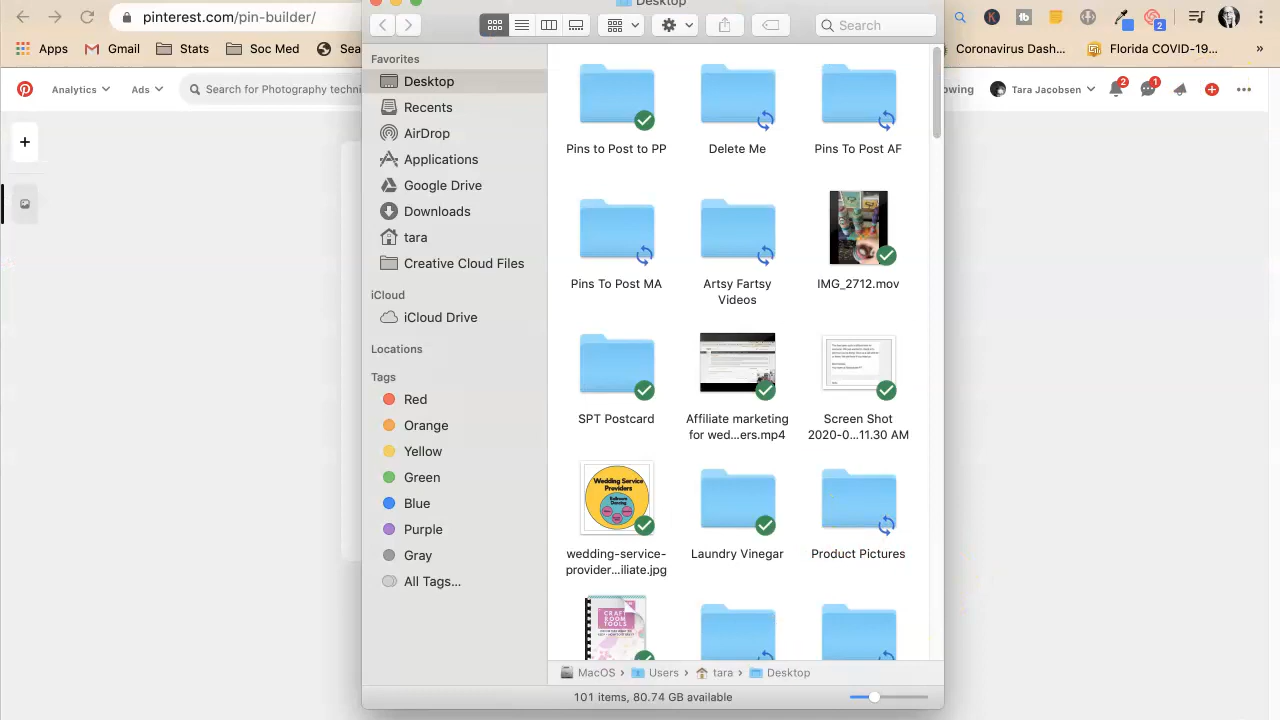 pinterest.com/pin-builder/
Desktop
Search
2
Apps
Gmail
Stats
Soc Med
Sea
Coronavirus Dash...
Florida COVID-19...
»
Analytics
Ads
Search for Photography techni
owing
Tara Jacobsen
2
1
Favorites
Desktop
Recents
AirDrop
Applications
Google Drive
Downloads
tara
Creative Cloud Files
iCloud
iCloud Drive
Locations
Tags
Red
Orange
Yellow
Green
Blue
Purple
Gray
All Tags...
Pins to Post to PP
Delete Me
Pins To Post AF
Pins To Post MA
Artsy Fartsy
Videos
IMG_2712.mov
SPT Postcard
Affiliate marketing
for wed...ers.mp4
Screen Shot
2020-0...11.30 AM
Wedding Service
Providers
wedding-service-
provider...iliate.jpg
Laundry Vinegar
Product Pictures
CRAFT
ROOM
TOOLS
MacOS › Users › tara › Desktop
101 items, 80.74 GB available